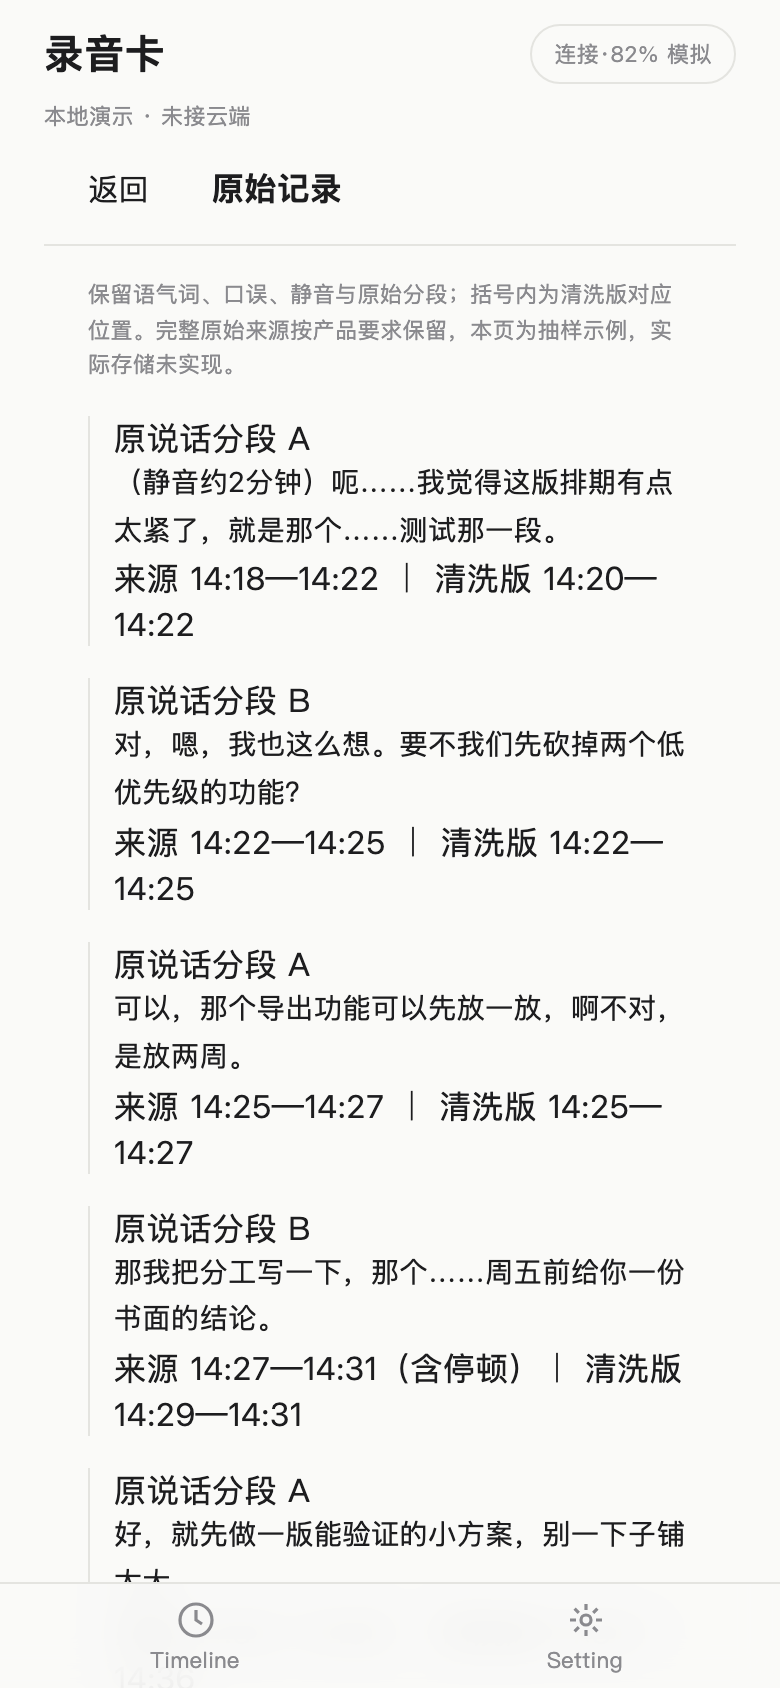 录音卡
连接·82% 模拟
本地演示 · 未接云端
返回 原始记录
保留语气词、口误、静音与原始分段；括号内为清洗版对应
位置。完整原始来源按产品要求保留，本页为抽样示例，实
际存储未实现。
原说话分段 A
（静音约2分钟）呃……我觉得这版排期有点
太紧了，就是那个……测试那一段。
来源 14:18—14:22 ｜ 清洗版 14:20—
14:22
原说话分段 B
对，嗯，我也这么想。要不我们先砍掉两个低
优先级的功能?
来源 14:22—14:25 ｜ 清洗版 14:22—
14:25
原说话分段 A
可以，那个导出功能可以先放一放，啊不对，
是放两周。
来源 14:25—14:27 ｜ 清洗版 14:25—
14:27
原说话分段 B
那我把分工写一下，那个……周五前给你一份
书面的结论。
来源 14:27—14:31（含停顿）｜ 清洗版
14:29—14:31
原说话分段 A
好，就先做一版能验证的小方案，别一下子铺
Timeline
Setting